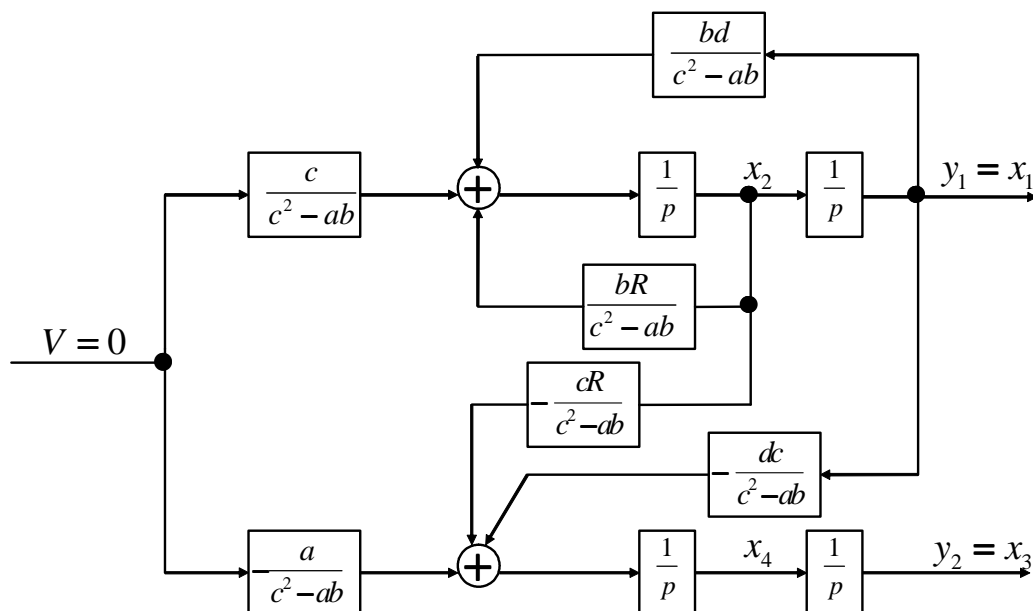 bd / (c² − ab)
c / (c² − ab)
+
1 / p
x₂
1 / p
y₁ = x₁
bR / (c² − ab)
V = 0
− cR / (c² − ab)
− dc / (c² − ab)
− a / (c² − ab)
+
1 / p
x₄
1 / p
y₂ = x₃